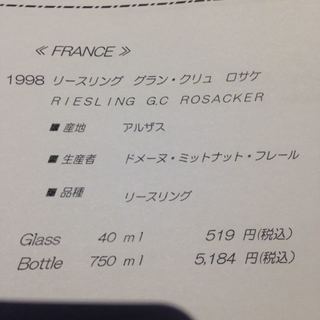 ≪ FRANCE ≫
1998 リースリング グラン・クリュ ロサケ
RIESLING G.C ROSACKER
■ 産地 アルザス
■ 生産者 ドメーヌ・ミットナット・フレール
■ 品種 リースリング
Glass 40 ml 519 円(税込)
Bottle 750 ml 5,184 円(税込)